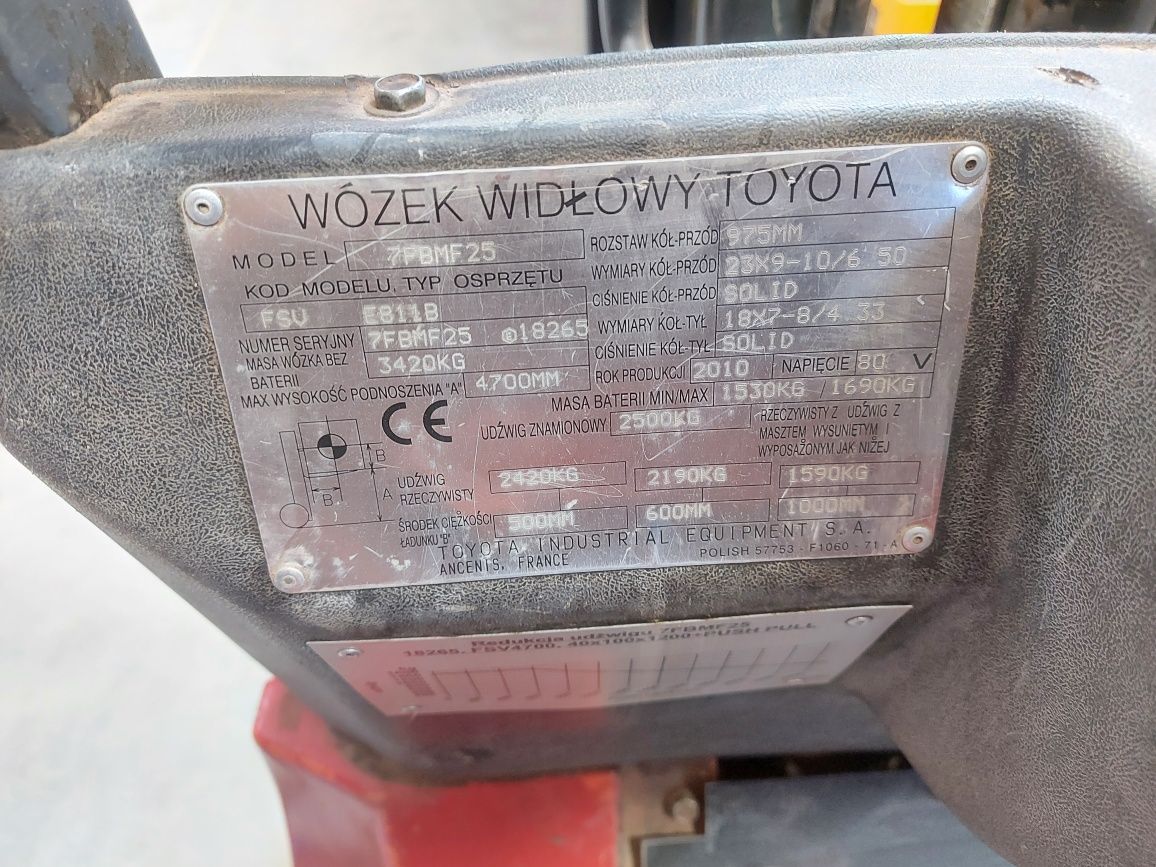 WÓZEK WIDŁOWY TOYOTA
MODEL 7FBMF25
KOD MODELU, TYP OSPRZĘTU
FSV E811B
NUMER SERYJNY 7FBMF25 ©18265
MASA WÓZKA BEZ BATERII 3420KG
MAX WYSOKOŚĆ PODNOSZENIA "A" 4700MM
ROZSTAW KÓŁ-PRZÓD 975MM
WYMIARY KÓŁ-PRZÓD 23X9-10/6 50
CIŚNIENIE KÓŁ-PRZÓD SOLID
WYMIARY KÓŁ-TYŁ 18X7-8/4 33
CIŚNIENIE KÓŁ-TYŁ SOLID
ROK PRODUKCJI 2010 NAPIĘCIE 80 V
MASA BATERII MIN/MAX 1530KG /1690KG
CE
UDŹWIG ZNAMIONOWY 2500KG
RZECZYWISTY Z UDŹWIG Z
MASZTEM WYSUNIĘTYM I
WYPOSAŻONYM JAK NIŻEJ
B
A
B
UDŹWIG RZECZYWISTY 2420KG 2190KG 1590KG
ŚRODEK CIĘŻKOŚCI ŁADUNKU "B" 500MM 600MM 1000MM 2
TOYOTA INDUSTRIAL EQUIPMENT S.A.
ANCENIS, FRANCE
POLISH 57753 - F1060 - 71 - A
Redukcja udźwigu 7FBMF25
18265, FSV4700, 40x100x1200+PUSH PULL